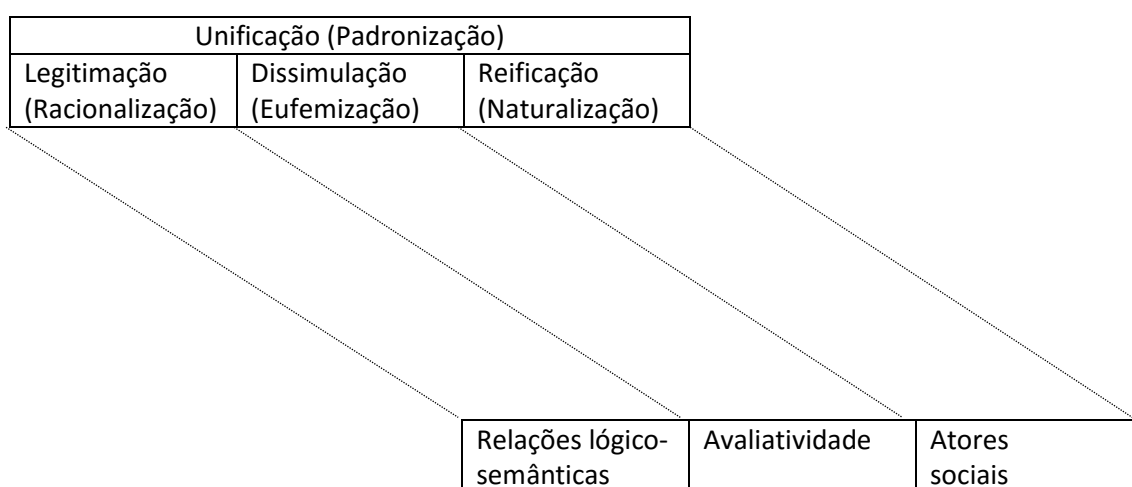 Unificação (Padronização)
Legitimação
(Racionalização)
Dissimulação
(Eufemização)
Reificação
(Naturalização)
Relações lógico-
semânticas
Avaliatividade
Atores
sociais